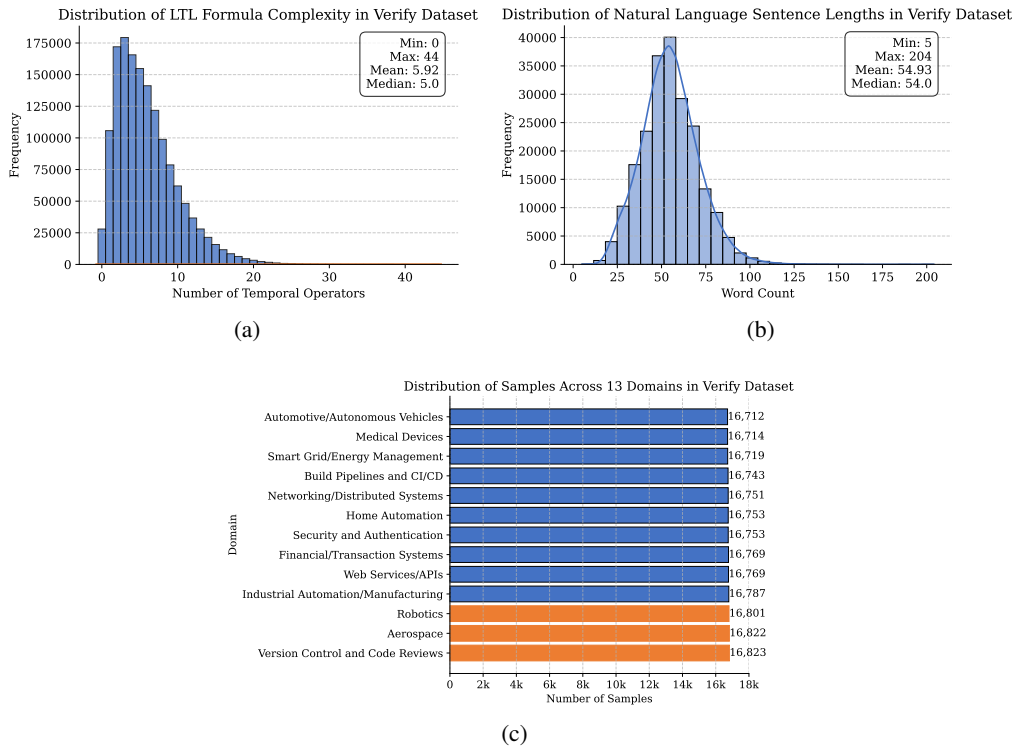 Distribution of LTL Formula Complexity in Verify Dataset
Min: 0
Max: 44
Mean: 5.92
Median: 5.0
Frequency
175000
150000
125000
100000
75000
50000
25000
0
0 10 20 30 40
Number of Temporal Operators
(a)
Distribution of Natural Language Sentence Lengths in Verify Dataset
Min: 5
Max: 204
Mean: 54.93
Median: 54.0
Frequency
40000
35000
30000
25000
20000
15000
10000
5000
0
0 25 50 75 100 125 150 175 200
Word Count
(b)
Distribution of Samples Across 13 Domains in Verify Dataset
Domain
Automotive/Autonomous Vehicles 16,712
Medical Devices 16,714
Smart Grid/Energy Management 16,719
Build Pipelines and CI/CD 16,743
Networking/Distributed Systems 16,751
Home Automation 16,753
Security and Authentication 16,753
Financial/Transaction Systems 16,769
Web Services/APIs 16,769
Industrial Automation/Manufacturing 16,787
Robotics 16,801
Aerospace 16,822
Version Control and Code Reviews 16,823
0 2k 4k 6k 8k 10k 12k 14k 16k 18k
Number of Samples
(c)